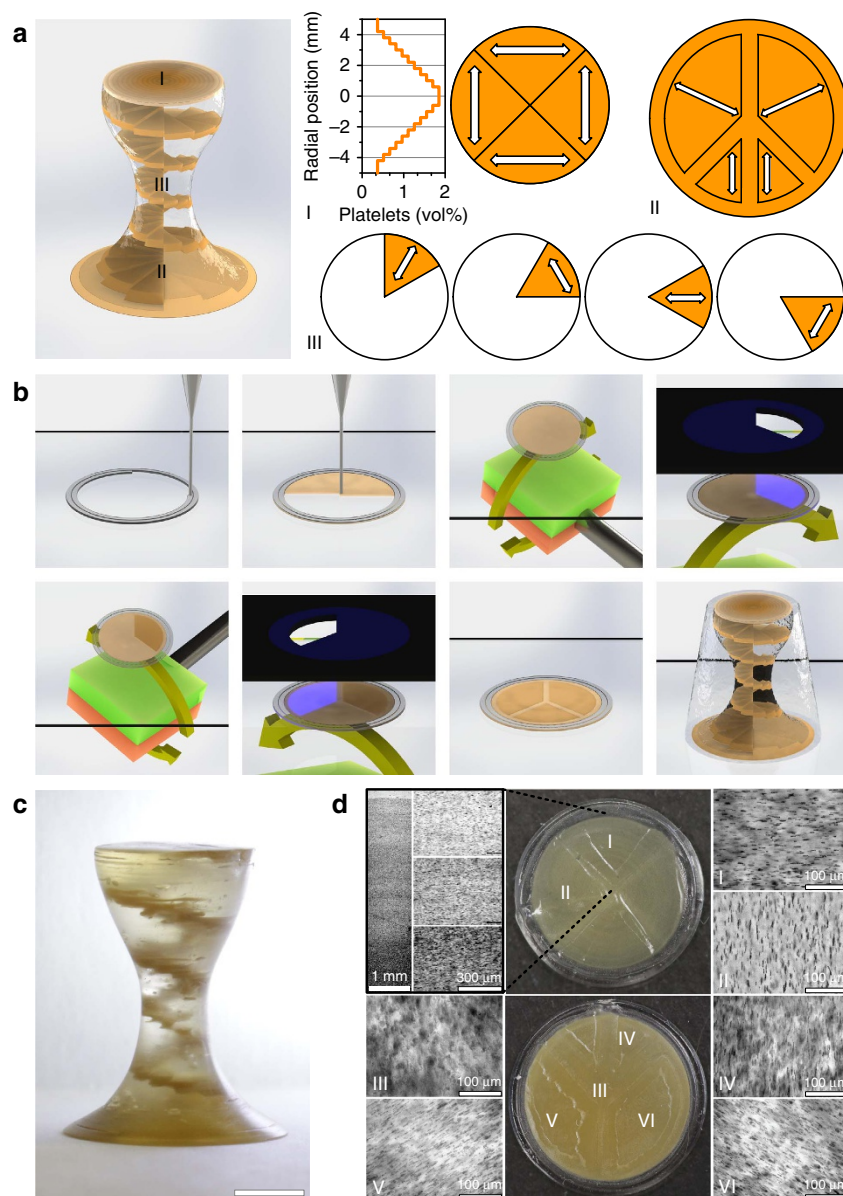 a
I
III
II
Radial position (mm)
4
2
0
−2
−4
0
1
2
Platelets (vol%)
I
II
III
b
c
d
1 mm
300 μm
I
II
I
100 μm
II
100 μm
III
100 μm
V
100 μm
IV
III
V
VI
IV
100 μm
VI
100 μm